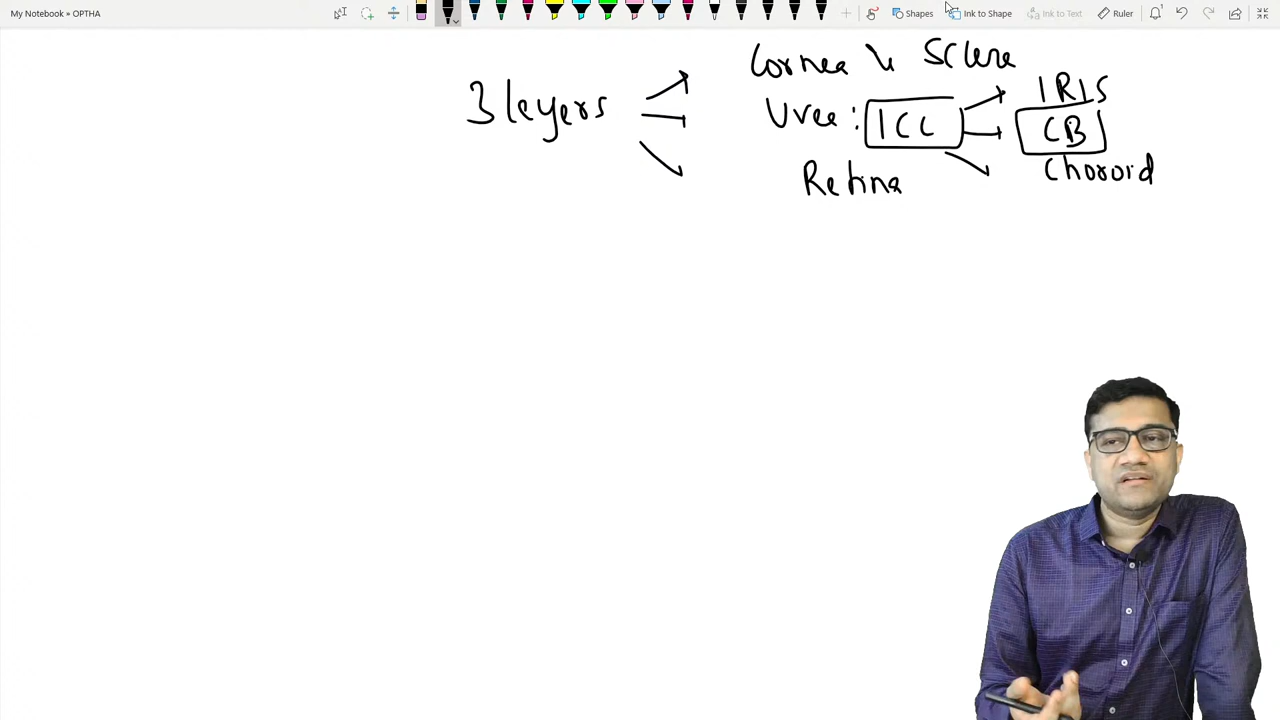 My Notebook » OPTHA
Shapes
Ink to Shape
Ink to Text
Ruler
Cornea & Sclera
3 layers
Uvea : ICC
IRIS
CB
Choroid
Retina